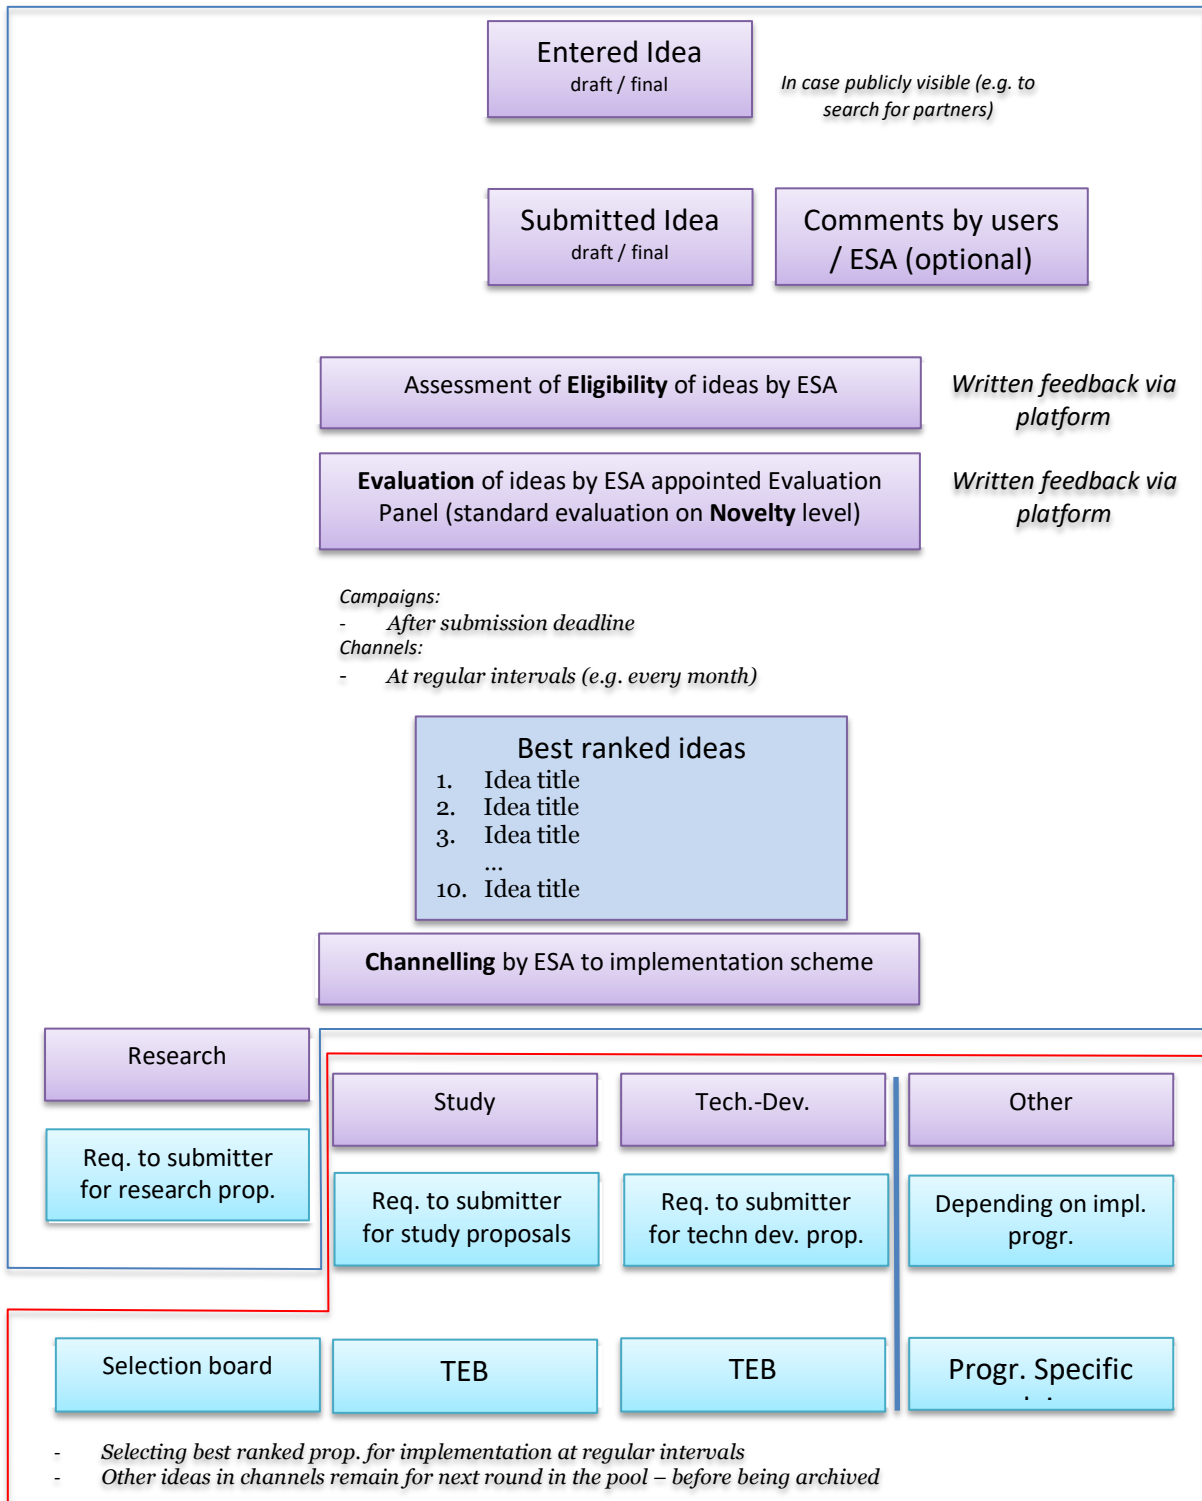 Entered Idea
draft / final
In case publicly visible (e.g. to
search for partners)
Submitted Idea
draft / final
Comments by users
/ ESA (optional)
Assessment of Eligibility of ideas by ESA
Written feedback via
platform
Evaluation of ideas by ESA appointed Evaluation
Panel (standard evaluation on Novelty level)
Written feedback via
platform
Campaigns:
- After submission deadline
Channels:
- At regular intervals (e.g. every month)
Best ranked ideas
1. Idea title
2. Idea title
3. Idea title
...
10. Idea title
Channelling by ESA to implementation scheme
Research
Req. to submitter
for research prop.
Study
Tech.-Dev.
Other
Req. to submitter
for study proposals
Req. to submitter
for techn dev. prop.
Depending on impl.
progr.
Selection board
TEB
TEB
Progr. Specific
- Selecting best ranked prop. for implementation at regular intervals
- Other ideas in channels remain for next round in the pool – before being archived